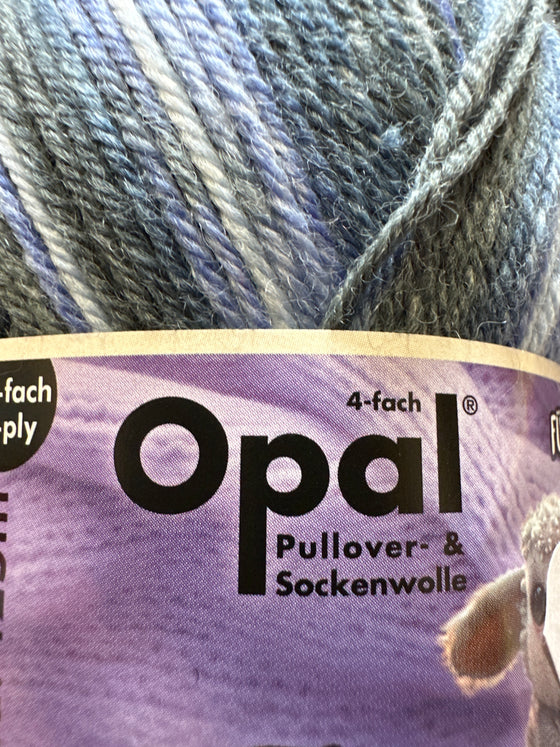 -fach
-ply
4-fach
Opal®
Pullover- &
Sockenwolle